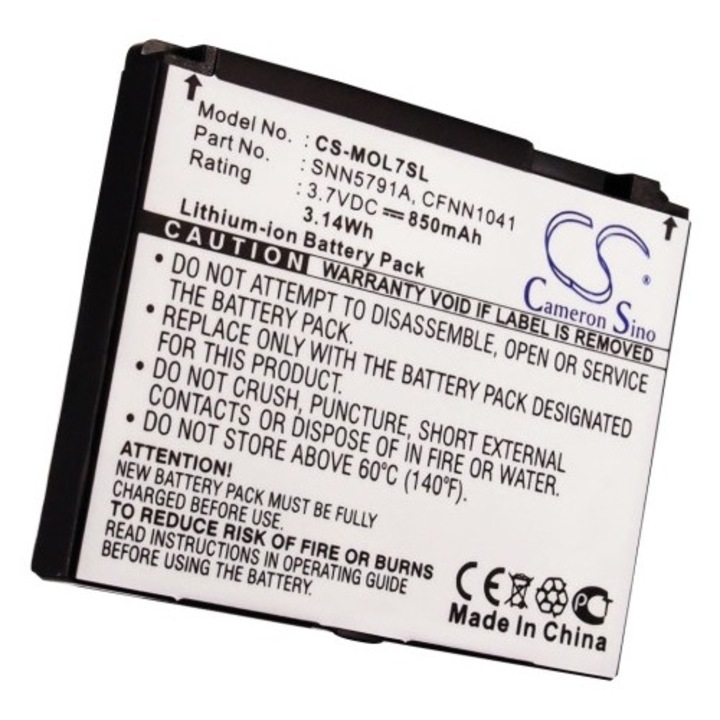 Model No. : CS-MOL7SL
Part No. : SNN5791A, CFNN1041
Rating : 3.7VDC 850mAh
3.14Wh
Lithium-ion Battery Pack
CS
®
Cameron Sino
CAUTION WARRANTY VOID IF LABEL IS REMOVED
• DO NOT ATTEMPT TO DISASSEMBLE, OPEN OR SERVICE
THE BATTERY PACK.
• REPLACE ONLY WITH THE BATTERY PACK DESIGNATED
FOR THIS PRODUCT.
• DO NOT CRUSH, PUNCTURE, SHORT EXTERNAL
CONTACTS OR DISPOSE OF IN FIRE OR WATER.
• DO NOT STORE ABOVE 60°C (140°F).
ATTENTION!
NEW BATTERY PACK MUST BE FULLY
CHARGED BEFORE USE.
TO REDUCE RISK OF FIRE OR BURNS
READ INSTRUCTIONS IN OPERATING GUIDE
BEFORE USING THE BATTERY.
CE
Made In China